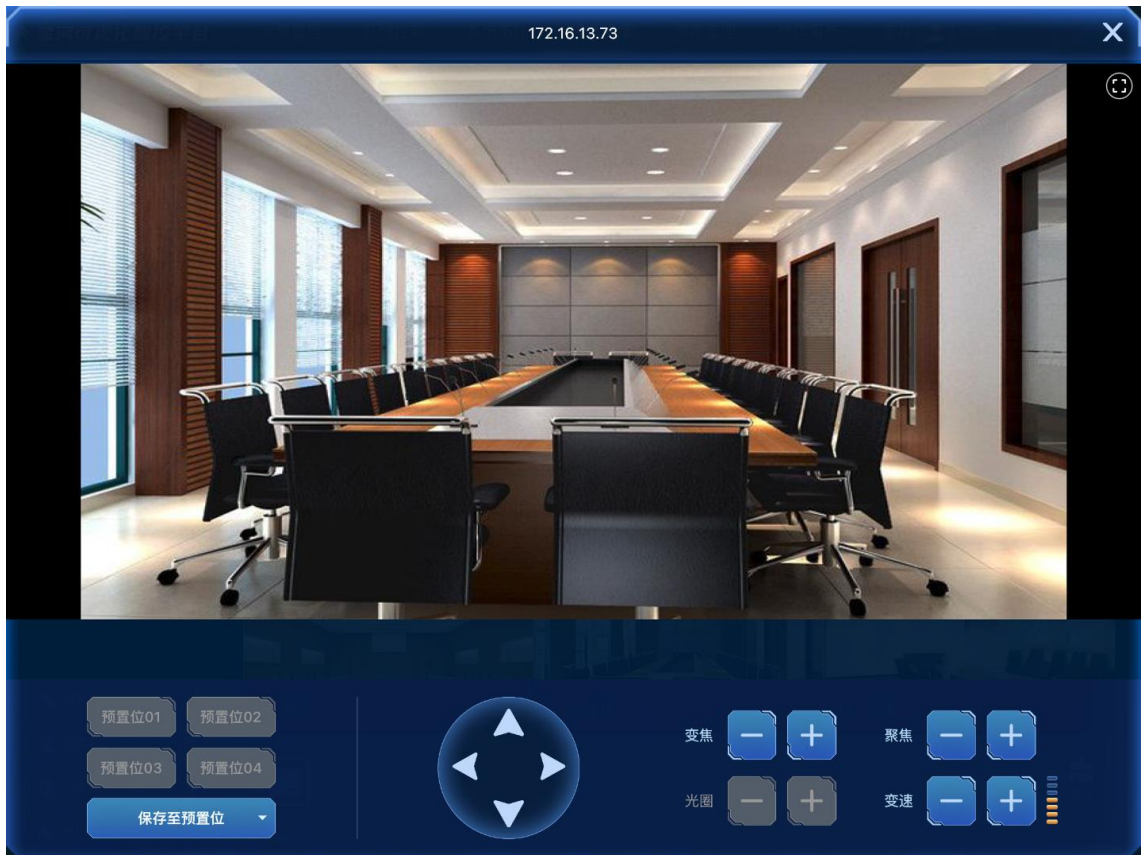 172.16.13.73
预置位01 预置位02
变焦
聚焦
预置位03 预置位04
光圈
变速
保存至预置位